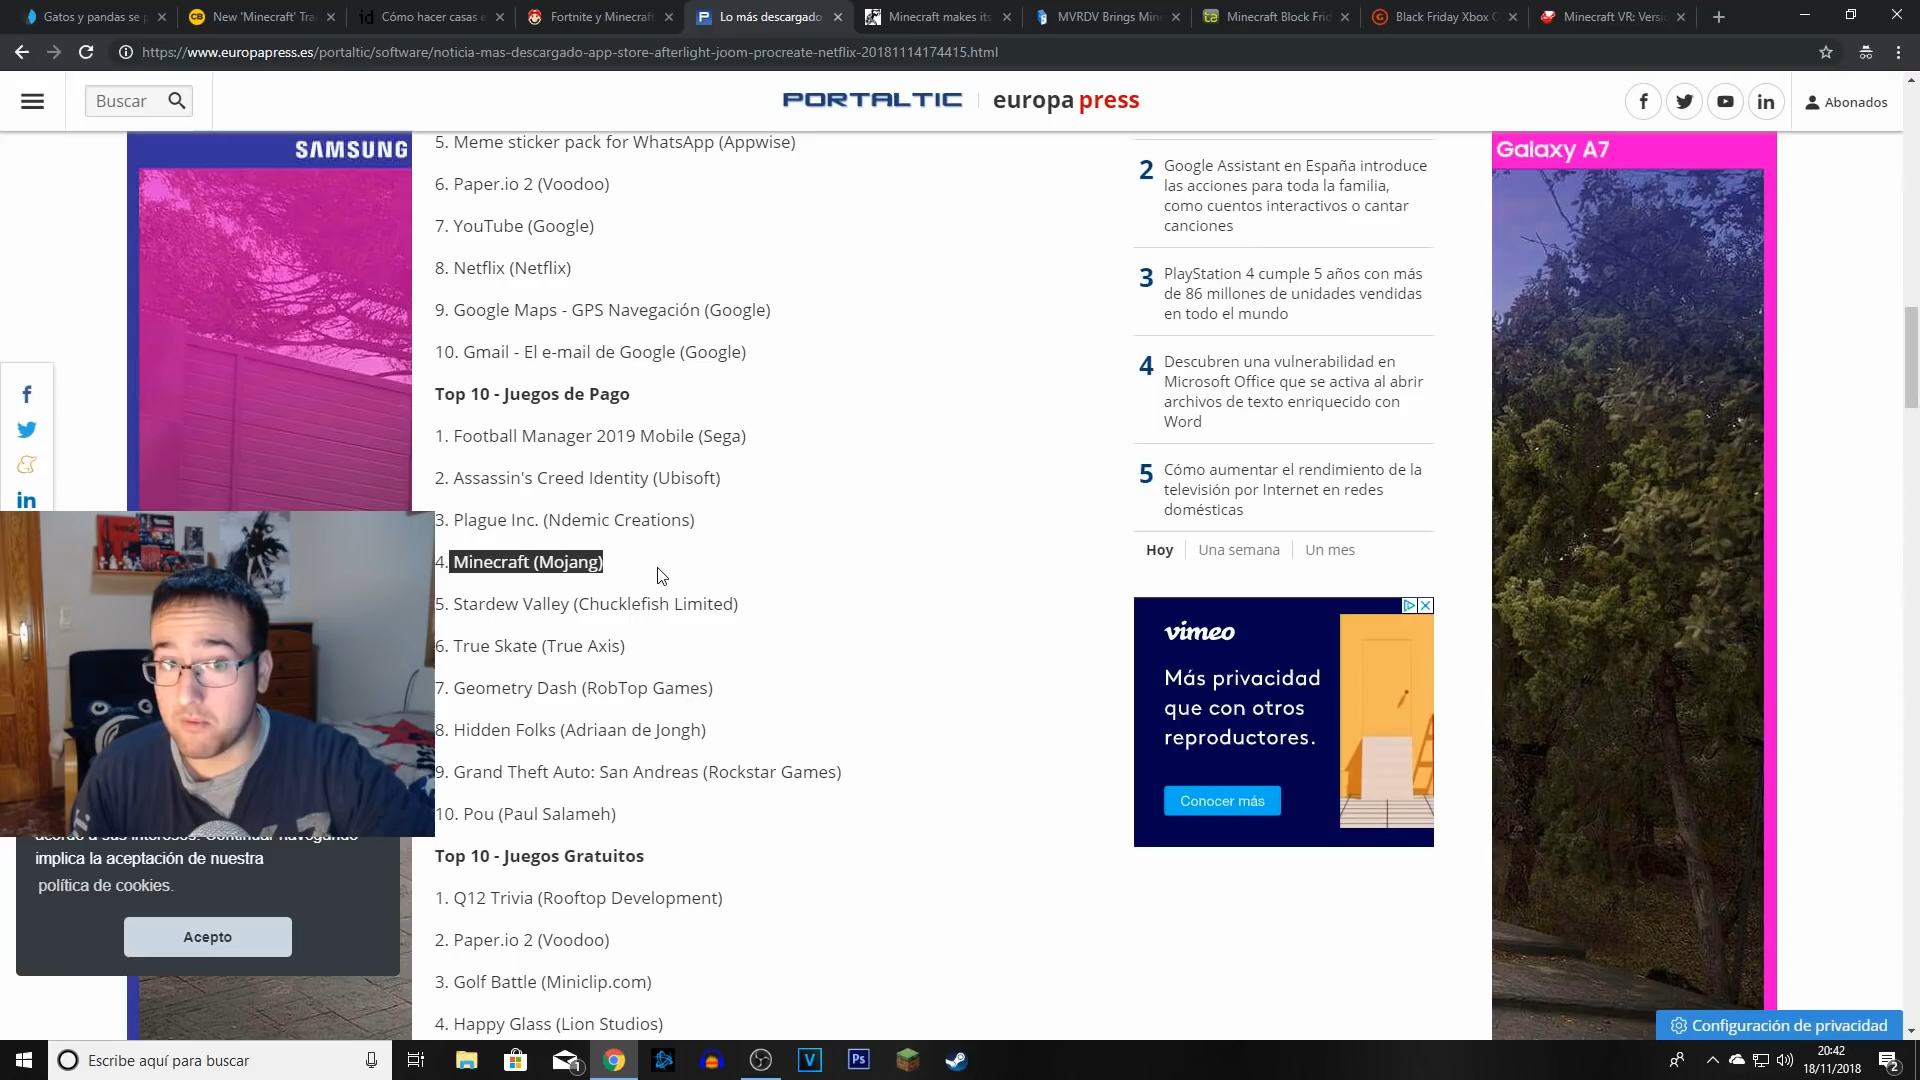 Gatos y pandas se p
New 'Minecraft' Tra
Cómo hacer casas e
Fortnite y Minecraft
Lo más descargado
Minecraft makes its
MVRDV Brings Min
Minecraft Block Frid
Black Friday Xbox O
Minecraft VR: Versi
https://www.europapress.es/portaltic/software/noticia-mas-descargado-app-store-afterlight-joom-procreate-netflix-20181114174415.html
Buscar
PORTALTIC
europa press
Abonados
SAMSUNG
5. Meme sticker pack for WhatsApp (Appwise)
6. Paper.io 2 (Voodoo)
7. YouTube (Google)
8. Netflix (Netflix)
9. Google Maps - GPS Navegación (Google)
10. Gmail - El e-mail de Google (Google)
Top 10 - Juegos de Pago
1. Football Manager 2019 Mobile (Sega)
2. Assassin's Creed Identity (Ubisoft)
3. Plague Inc. (Ndemic Creations)
4. Minecraft (Mojang)
5. Stardew Valley (Chucklefish Limited)
6. True Skate (True Axis)
7. Geometry Dash (RobTop Games)
8. Hidden Folks (Adriaan de Jongh)
9. Grand Theft Auto: San Andreas (Rockstar Games)
10. Pou (Paul Salameh)
Top 10 - Juegos Gratuitos
1. Q12 Trivia (Rooftop Development)
2. Paper.io 2 (Voodoo)
3. Golf Battle (Miniclip.com)
4. Happy Glass (Lion Studios)
2 Google Assistant en España introduce
las acciones para toda la familia,
como cuentos interactivos o cantar
canciones
3 PlayStation 4 cumple 5 años con más
de 86 millones de unidades vendidas
en todo el mundo
4 Descubren una vulnerabilidad en
Microsoft Office que se activa al abrir
archivos de texto enriquecido con
Word
5 Cómo aumentar el rendimiento de la
televisión por Internet en redes
domésticas
Hoy
Una semana
Un mes
vimeo
Más privacidad
que con otros
reproductores.
Conocer más
Galaxy A7
acordo a sus intereses. Continuar navegando
implica la aceptación de nuestra
política de cookies.
Acepto
Configuración de privacidad
Escribe aquí para buscar
1
V
Ps
20:42
18/11/2018
2